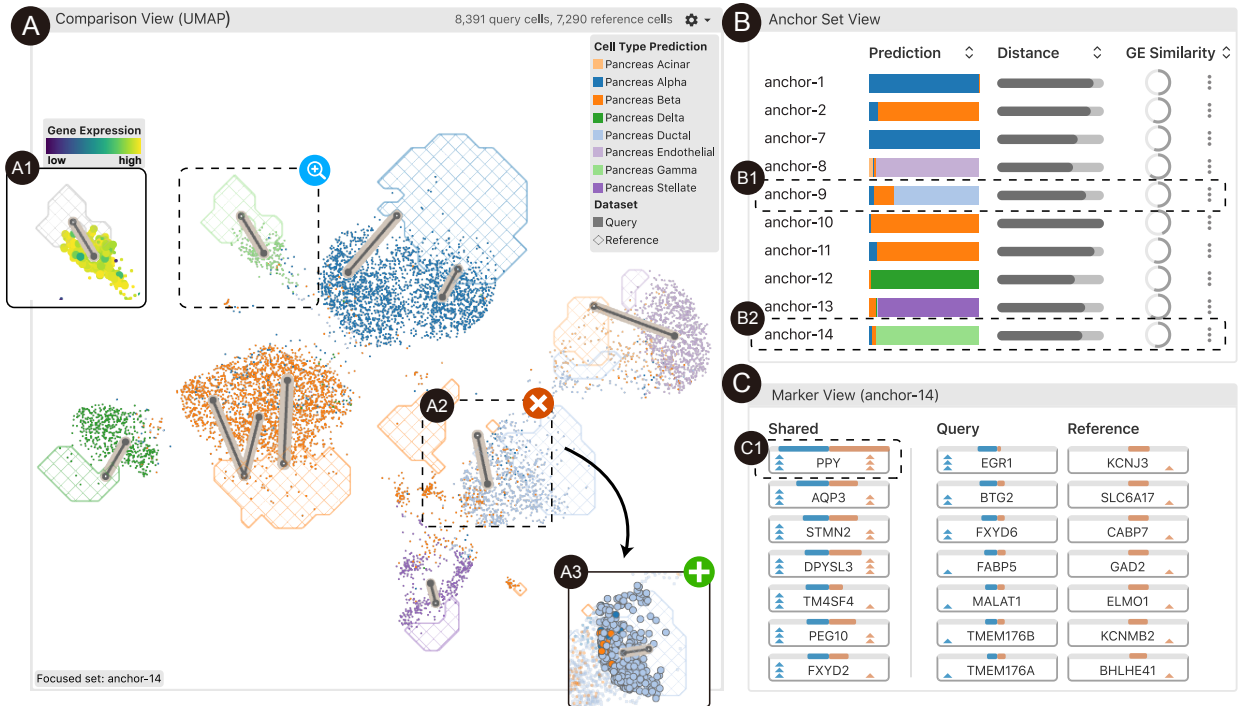 A
Comparison View (UMAP)
8,391 query cells, 7,290 reference cells
Cell Type Prediction
Pancreas Acinar
Pancreas Alpha
Pancreas Beta
Pancreas Delta
Pancreas Ductal
Pancreas Endothelial
Pancreas Gamma
Pancreas Stellate
Dataset
Query
Reference
Gene Expression
low high
A1
A2
A3
Focused set: anchor-14
B
Anchor Set View
Prediction Distance GE Similarity
anchor-1
anchor-2
anchor-7
anchor-8
B1
anchor-9
anchor-10
anchor-11
anchor-12
anchor-13
B2
anchor-14
C
Marker View (anchor-14)
Shared Query Reference
C1
PPY EGR1 KCNJ3
AQP3 BTG2 SLC6A17
STMN2 FXYD6 CABP7
DPYSL3 FABP5 GAD2
TM4SF4 MALAT1 ELMO1
PEG10 TMEM176B KCNMB2
FXYD2 TMEM176A BHLHE41